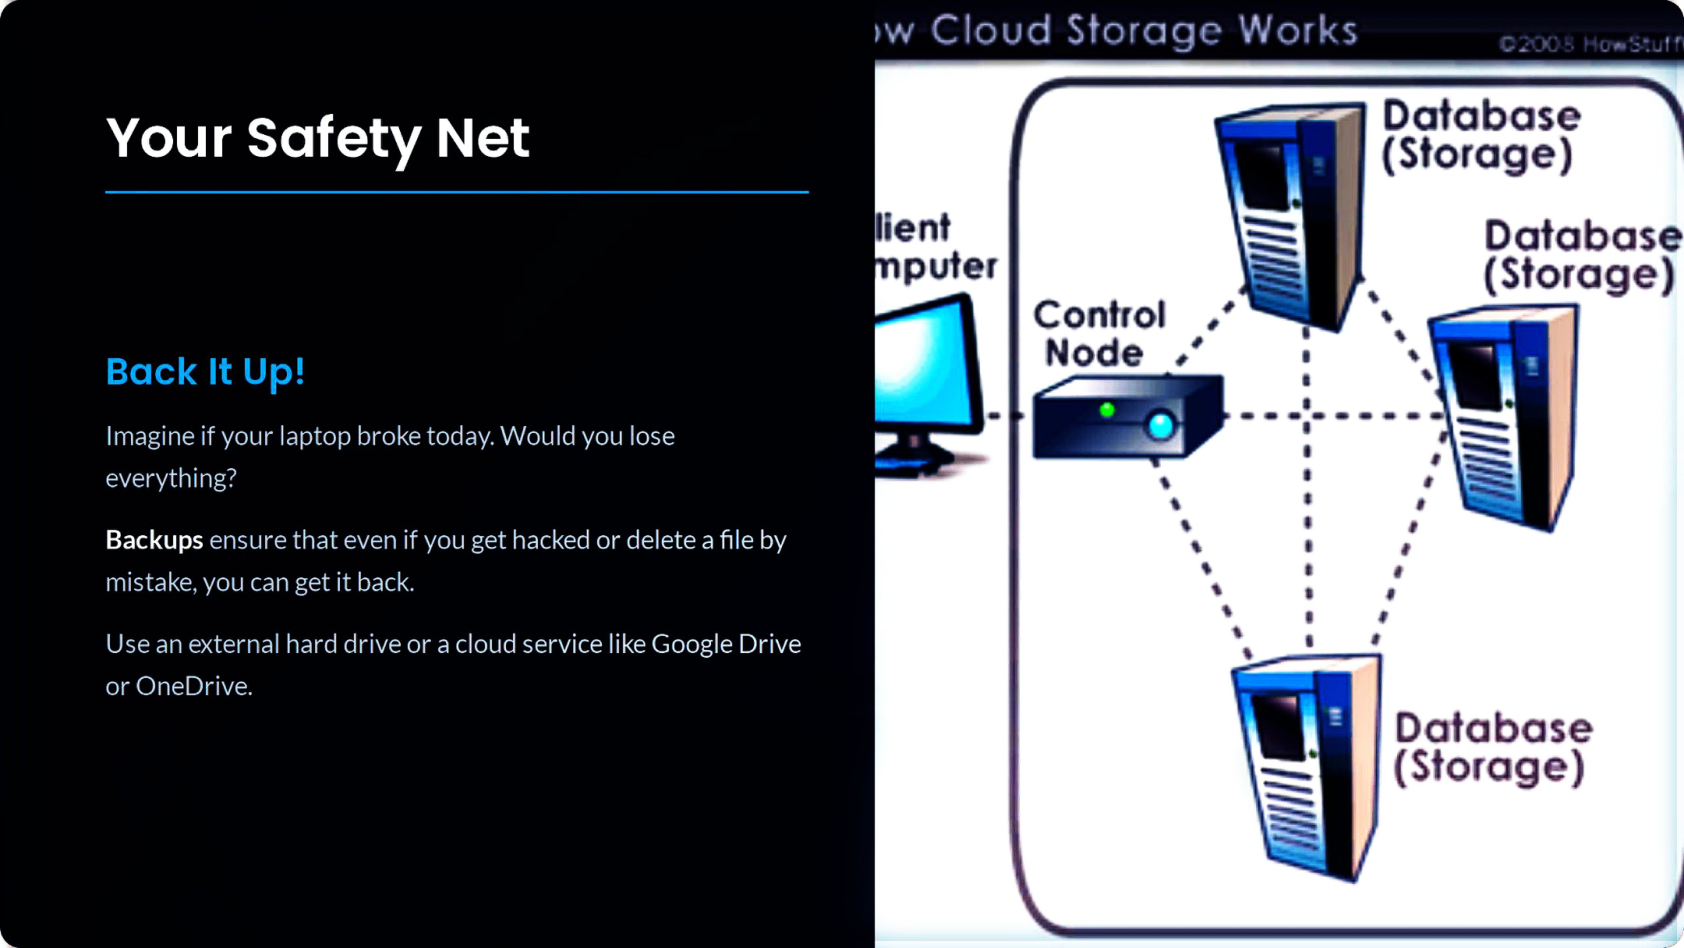 Your Safety Net
Back It Up!
Imagine if your laptop broke today. Would you lose
everything?
Backups ensure that even if you get hacked or delete a file by
mistake, you can get it back.
Use an external hard drive or a cloud service like Google Drive
or OneDrive.
ow Cloud Storage Works
©2008 HowStuff
Database
(Storage)
Database
(Storage)
lient
mputer
Control
Node
Database
(Storage)